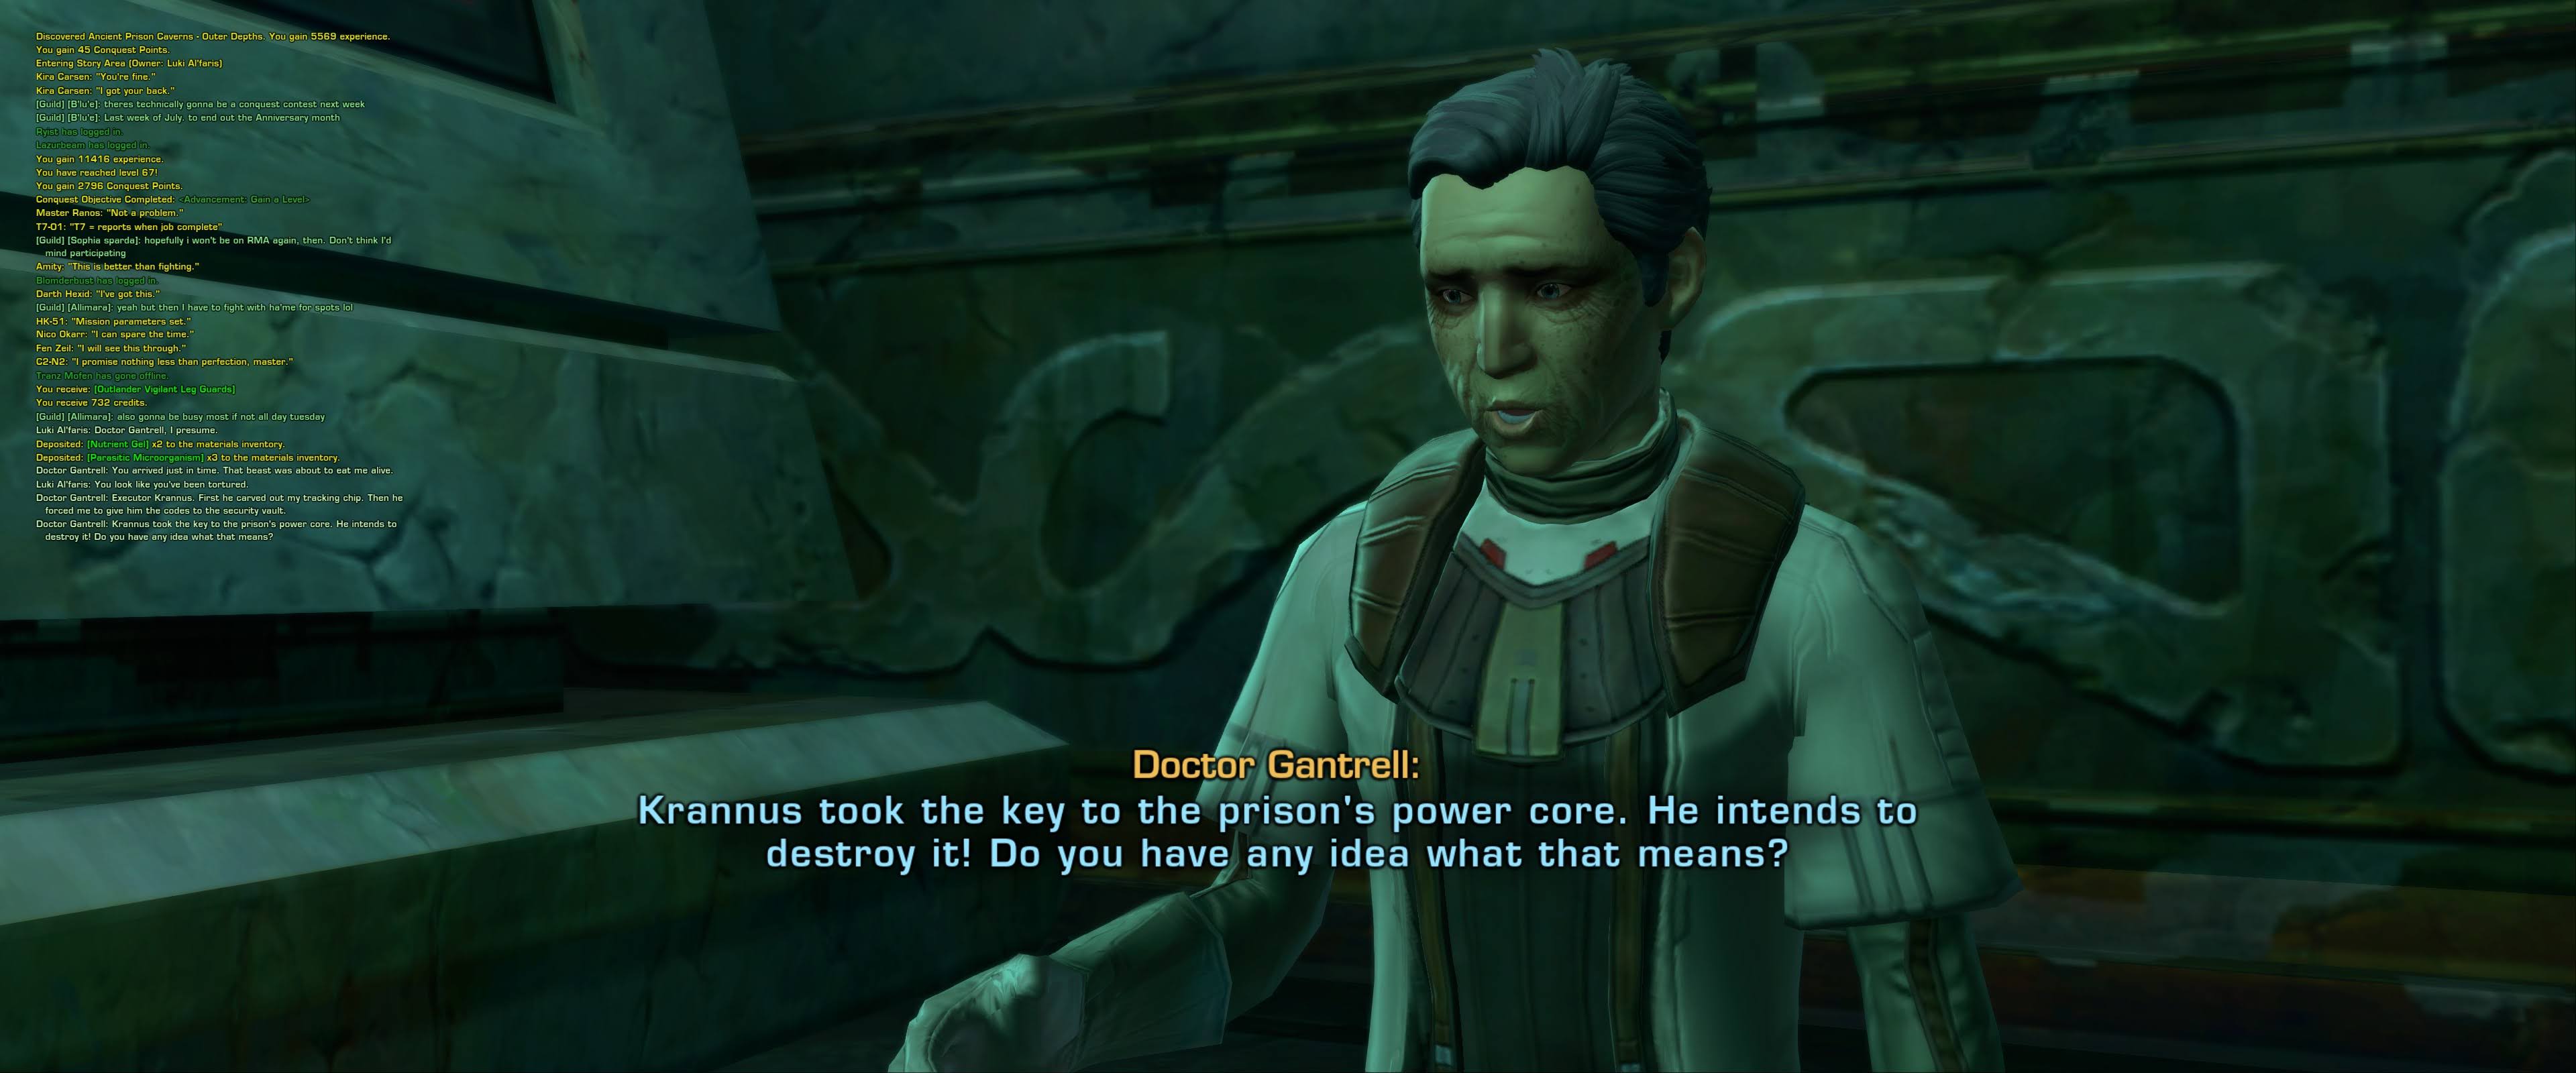 Discovered Ancient Prison Caverns - Outer Depths. You gain 5569 experience.
You gain 45 Conquest Points.
Entering Story Area (Owner: Luki Al'faris)
Kira Carsen: "You're fine."
Kira Carsen: "I got your back."
[Guild] [B'lu'e]: theres technically gonna be a conquest contest next week
[Guild] [B'lu'e]: Last week of July. to end out the Anniversary month
Ryist has logged in.
Lazurbeam has logged in.
You gain 11416 experience.
You have reached level 67!
You gain 2796 Conquest Points.
Conquest Objective Completed: <Advancement: Gain a Level>
Master Ranos: "Not a problem."
T7-O1: "T7 = reports when job complete"
[Guild] [Sophia sparda]: hopefully i won't be on RMA again, then. Don't think I'd
mind participating
Amity: "This is better than fighting."
Blomderbust has logged in.
Darth Hexid: "I've got this."
[Guild] [Allimara]: yeah but then I have to fight with ha'me for spots lol
HK-51: "Mission parameters set."
Nico Okarr: "I can spare the time."
Fen Zeil: "I will see this through."
C2-N2: "I promise nothing less than perfection, master."
Tranz Mofen has gone offline.
You receive: [Outlander Vigilant Leg Guards]
You receive 732 credits.
[Guild] [Allimara]: also gonna be busy most if not all day tuesday
Luki Al'faris: Doctor Gantrell, I presume.
Deposited: [Nutrient Gel] x2 to the materials inventory.
Deposited: [Parasitic Microorganism] x3 to the materials inventory.
Doctor Gantrell: You arrived just in time. That beast was about to eat me alive.
Luki Al'faris: You look like you've been tortured.
Doctor Gantrell: Executor Krannus. First he carved out my tracking chip. Then he
forced me to give him the codes to the security vault.
Doctor Gantrell: Krannus took the key to the prison's power core. He intends to
destroy it! Do you have any idea what that means?
Doctor Gantrell:
Krannus took the key to the prison's power core. He intends to
destroy it! Do you have any idea what that means?